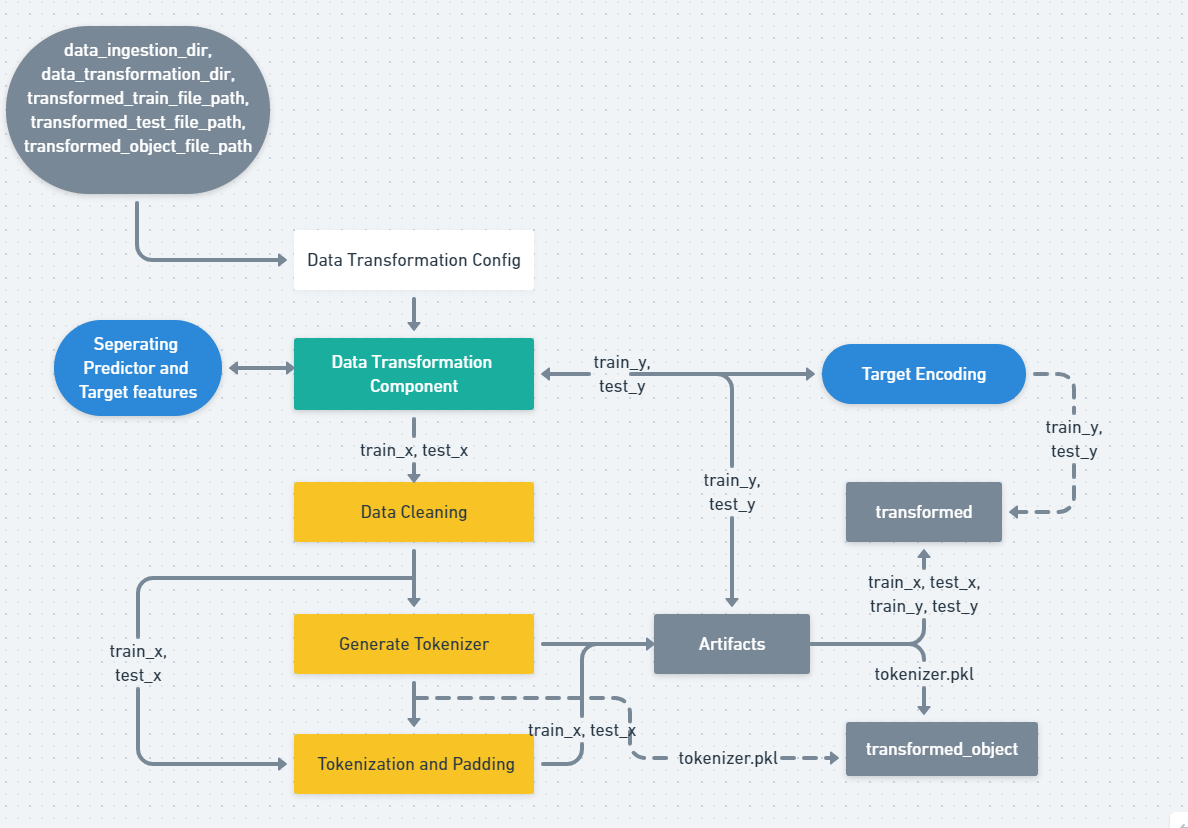 data_ingestion_dir,
data_transformation_dir,
transformed_train_file_path,
transformed_test_file_path,
transformed_object_file_path
Data Transformation Config
Seperating
Predictor and
Target features
Data Transformation
Component
train_y,
test_y
Target Encoding
train_y,
test_y
train_x, test_x
train_y,
test_y
Data Cleaning
transformed
train_x, test_x,
train_y, test_y
train_x,
test_x
Generate Tokenizer
Artifacts
tokenizer.pkl
train_x, test_x
Tokenization and Padding
tokenizer.pkl
transformed_object